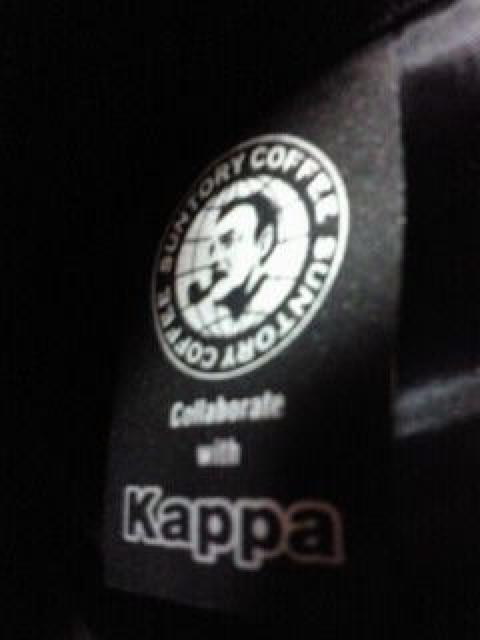 SUNTORY COFFEE SUNTORY COFFEE
Collaborate
with
Kappa